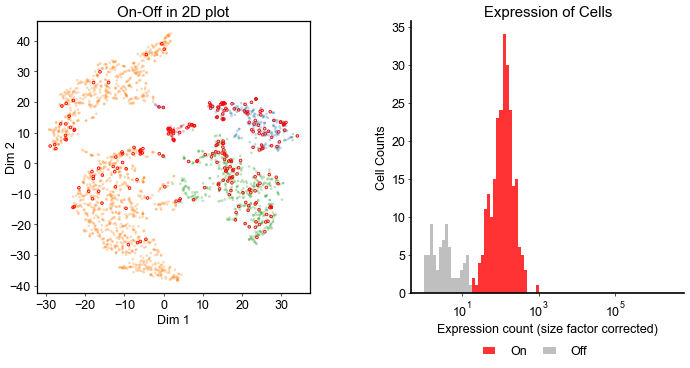 On-Off in 2D plot
40
30
20
10
0
−10
−20
−30
−40
Dim 2
−30 −20 −10 0 10 20 30
Dim 1
Expression of Cells
35
30
25
20
15
10
5
0
Cell Counts
10^1 10^3 10^5
Expression count (size factor corrected)
On Off